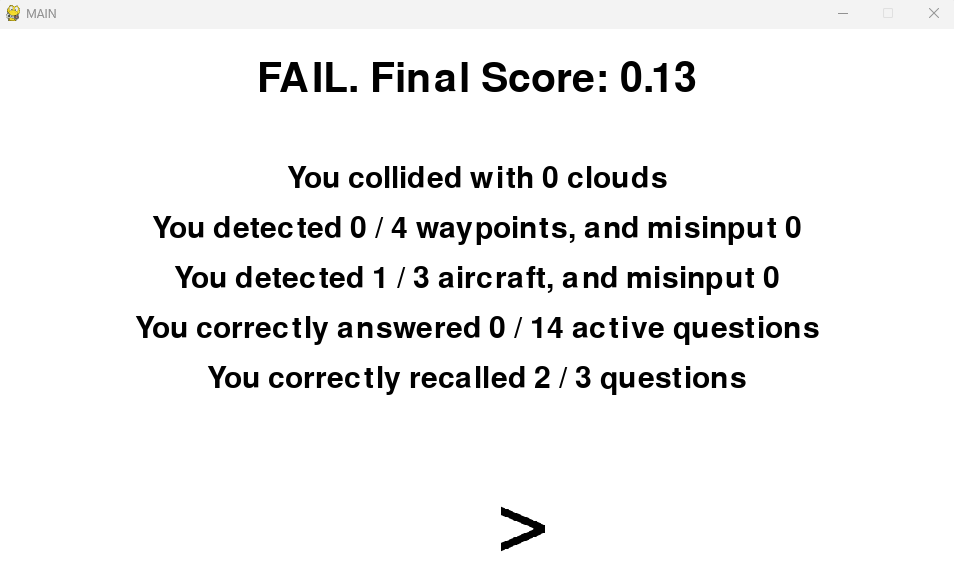 MAIN
FAIL. Final Score: 0.13
You collided with 0 clouds
You detected 0 / 4 waypoints, and misinput 0
You detected 1 / 3 aircraft, and misinput 0
You correctly answered 0 / 14 active questions
You correctly recalled 2 / 3 questions
>